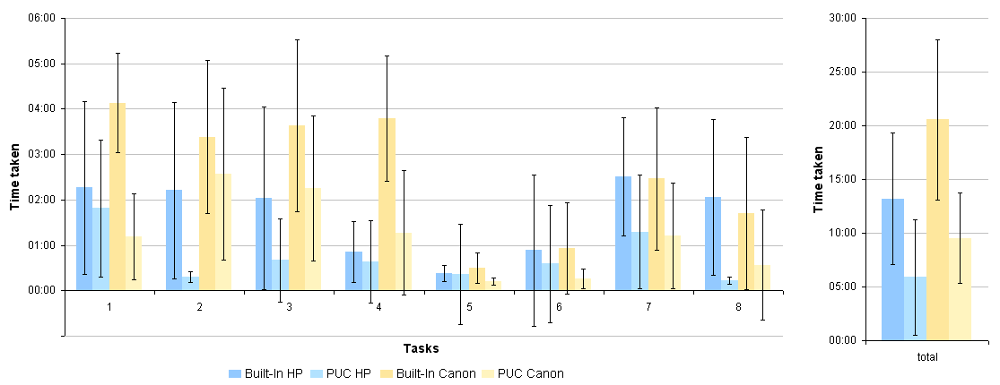 06:00
05:00
04:00
03:00
02:00
01:00
00:00
Time taken
1 2 3 4 5 6 7 8
Tasks
Built-In HP PUC HP Built-In Canon PUC Canon
30:00
25:00
20:00
15:00
10:00
05:00
00:00
Time taken
total